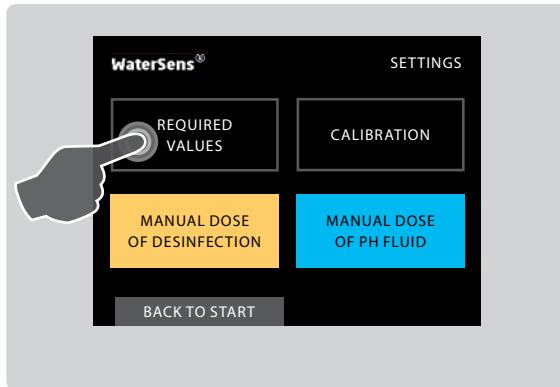 WaterSens® SETTINGS
REQUIRED
VALUES
CALIBRATION
MANUAL DOSE
OF DESINFECTION
MANUAL DOSE
OF PH FLUID
BACK TO START